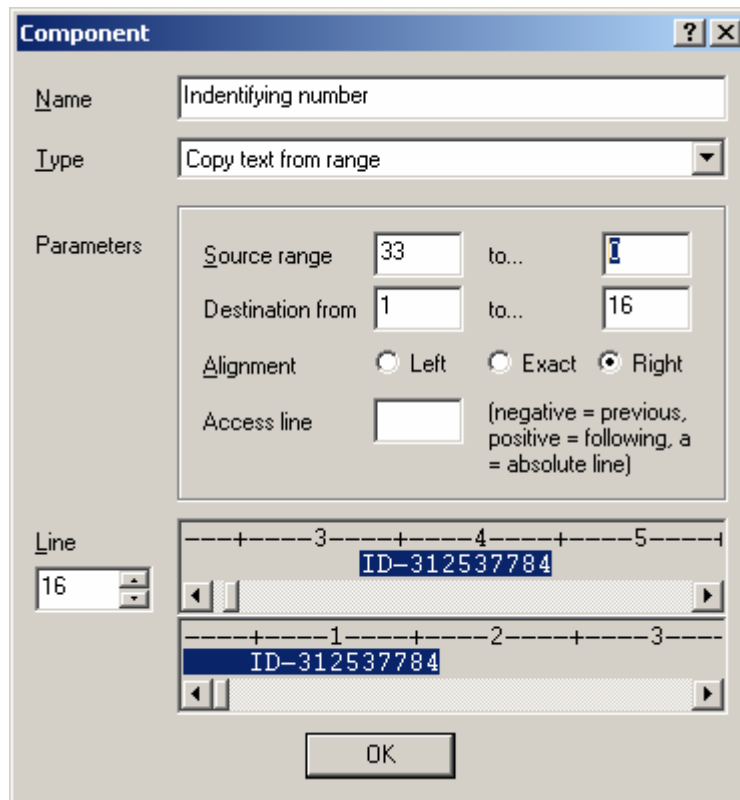 Component
Name Indentifying number
Type Copy text from range
Parameters
Source range 33 to... 0
Destination from 1 to... 16
Alignment Left Exact Right
Access line (negative = previous,
positive = following, a
= absolute line)
Line
16
----+----3----+----4----+----5----+
ID-312537784
----+----1----+----2----+----3----
ID-312537784
OK